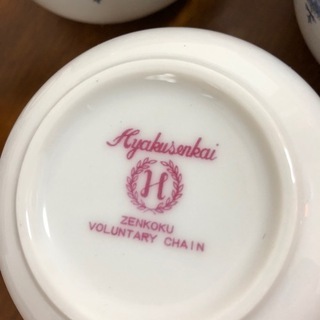 Hyakusenkai
H
ZENKOKU
VOLUNTARY CHAIN